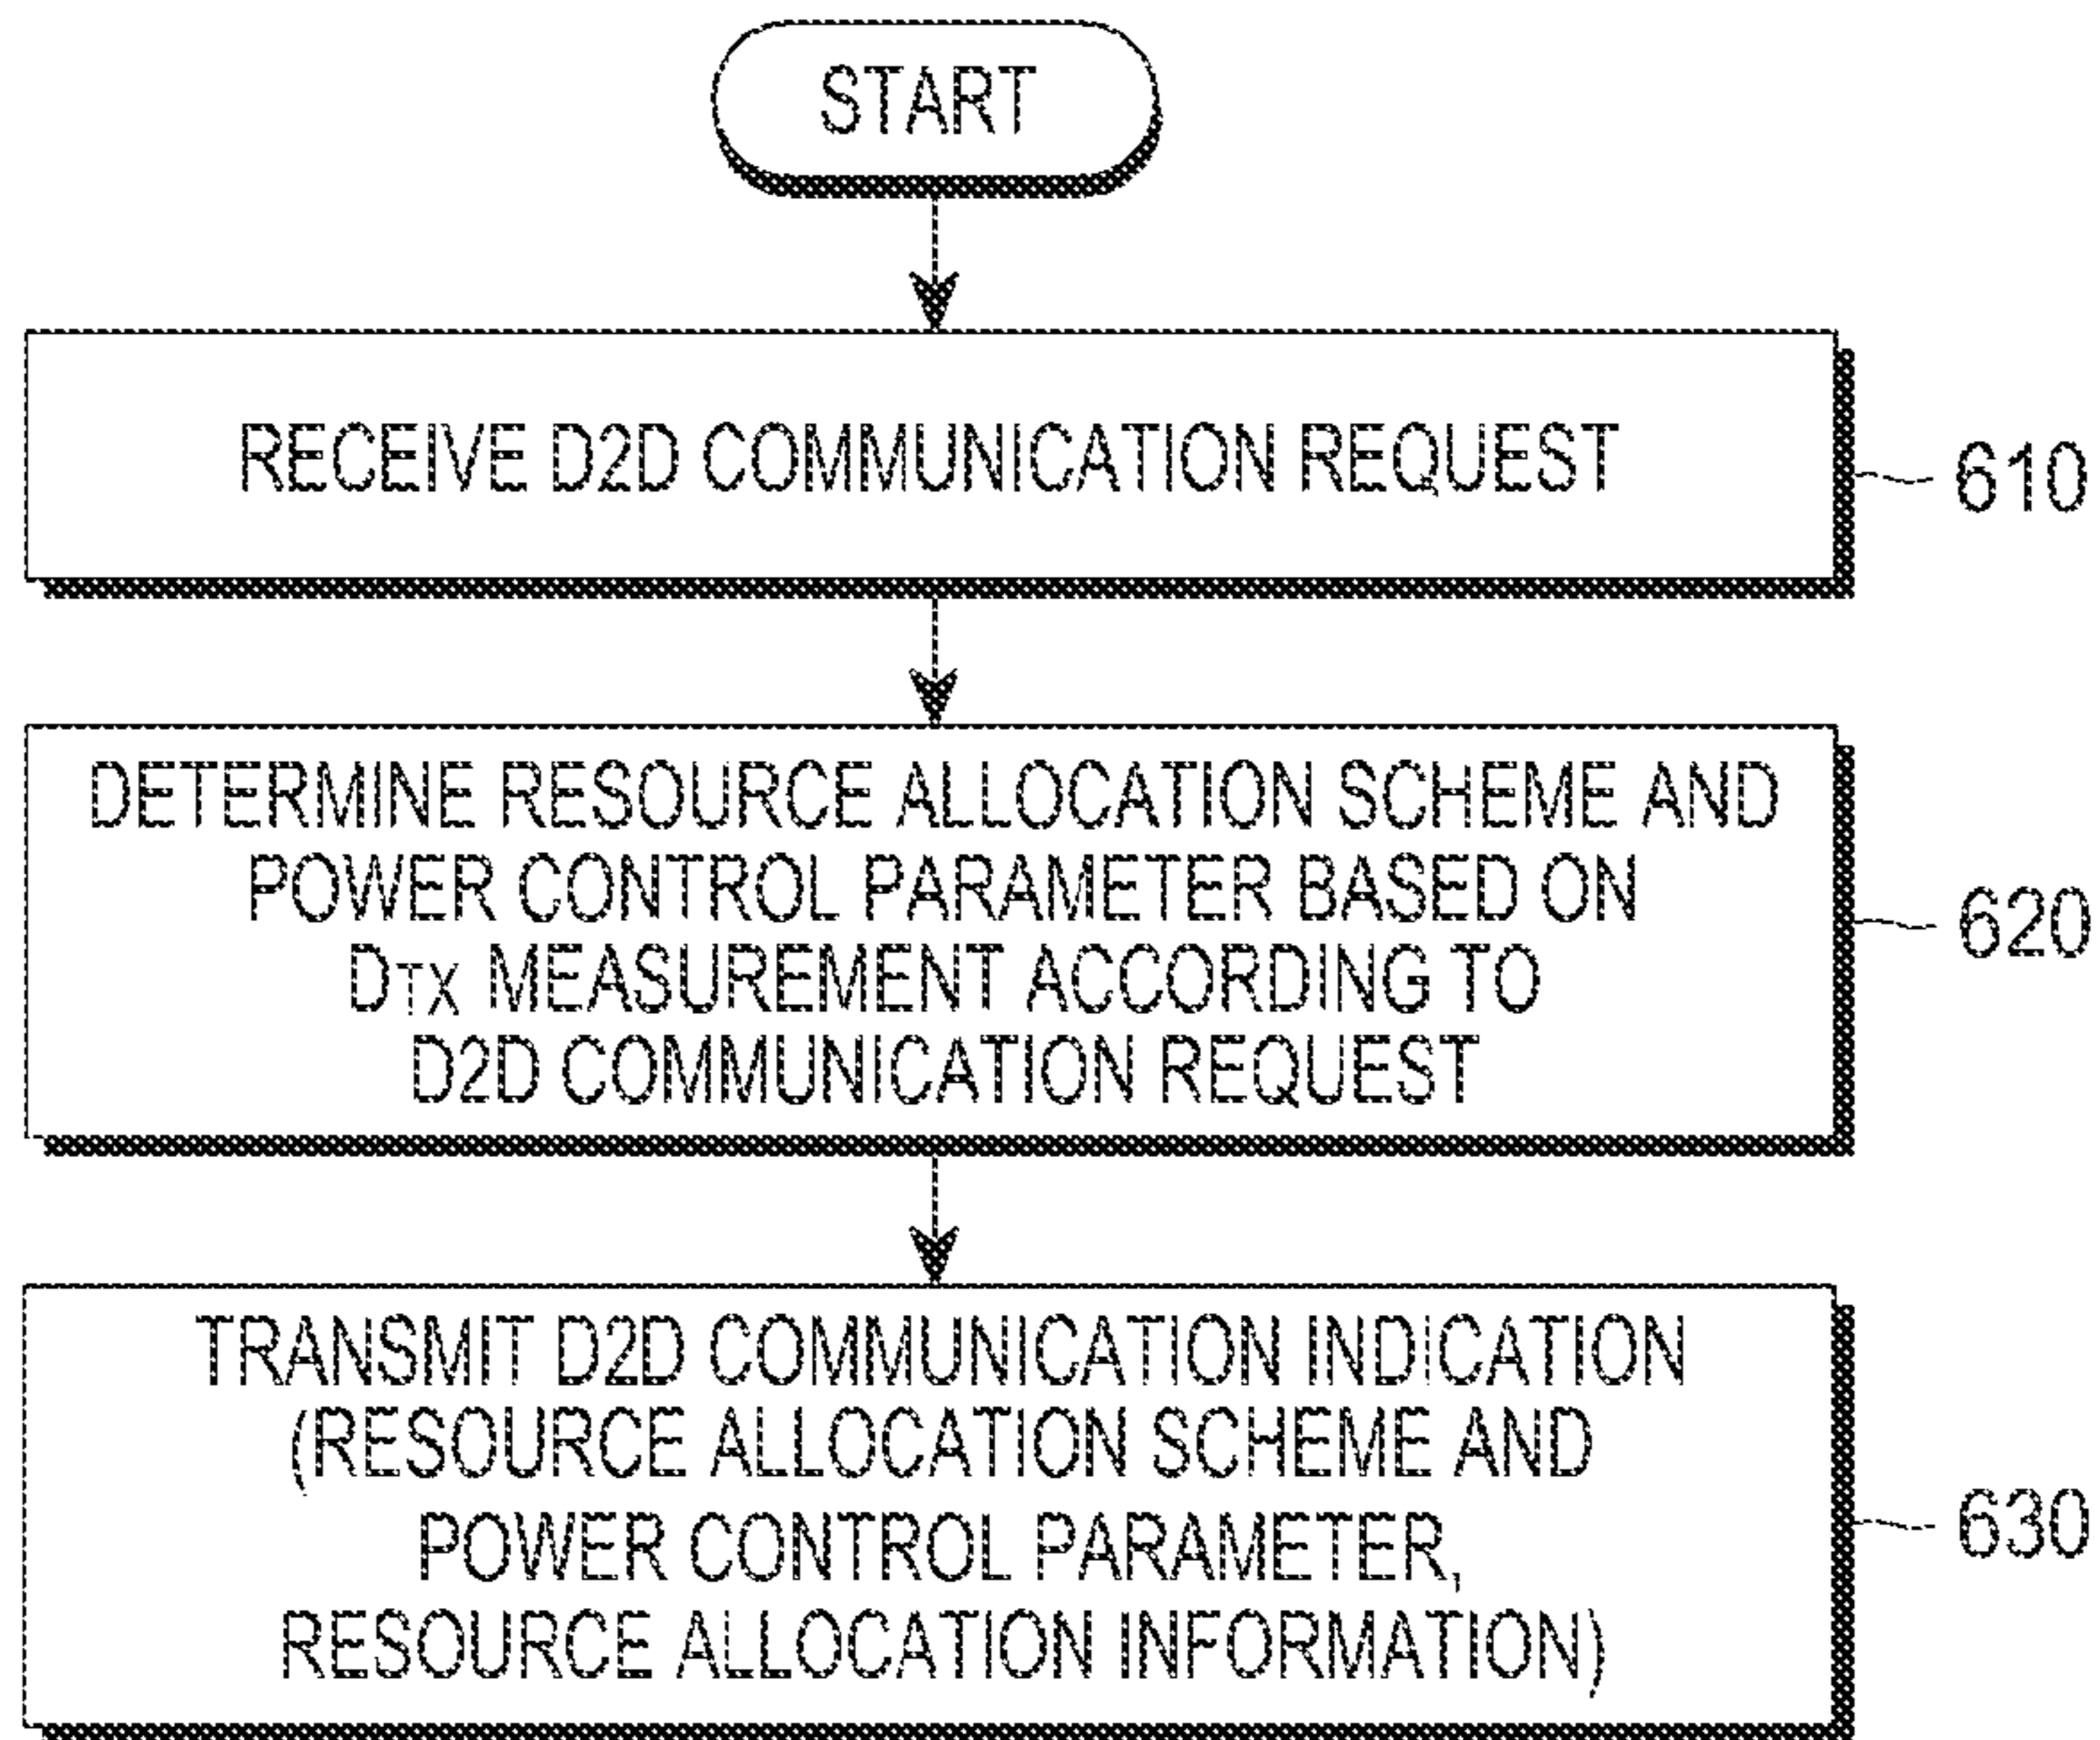 START
RECEIVE D2D COMMUNICATION REQUEST
610
DETERMINE RESOURCE ALLOCATION SCHEME AND
POWER CONTROL PARAMETER BASED ON
DTX MEASUREMENT ACCORDING TO
D2D COMMUNICATION REQUEST
620
TRANSMIT D2D COMMUNICATION INDICATION
(RESOURCE ALLOCATION SCHEME AND
POWER CONTROL PARAMETER,
RESOURCE ALLOCATION INFORMATION)
630